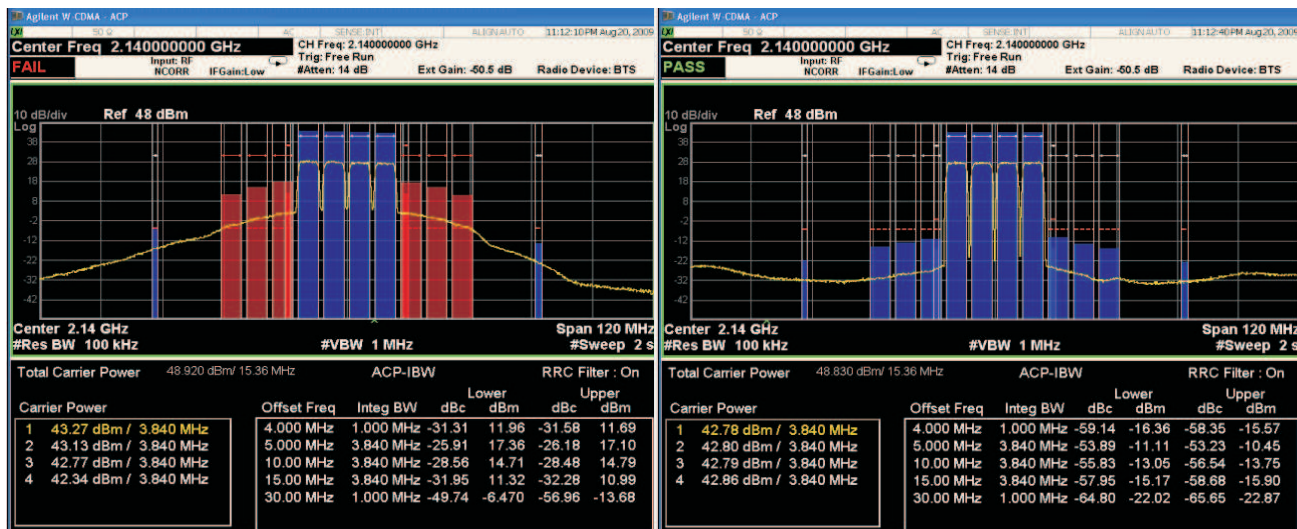 Agilent W-CDMA - ACP
50 Ω AC SENSE:INT ALIGN AUTO 11:12:10 PM Aug 20, 2009
Center Freq 2.140000000 GHz
CH Freq: 2.140000000 GHz
Trig: Free Run
FAIL
Input: RF
NCORR IFGain:Low #Atten: 14 dB Ext Gain: -50.5 dB Radio Device: BTS
10 dB/div Ref 48 dBm
Log
38
28
18
8
-2
-12
-22
-32
-42
Center 2.14 GHz Span 120 MHz
#Res BW 100 kHz #VBW 1 MHz #Sweep 2 s
Total Carrier Power 48.920 dBm/ 15.36 MHz ACP-IBW RRC Filter : On
Lower Upper
Carrier Power Offset Freq Integ BW dBc dBm dBc dBm
1 43.27 dBm / 3.840 MHz 4.000 MHz 1.000 MHz -31.31 11.96 -31.58 11.69
2 43.13 dBm / 3.840 MHz 5.000 MHz 3.840 MHz -25.91 17.36 -26.18 17.10
3 42.77 dBm / 3.840 MHz 10.00 MHz 3.840 MHz -28.56 14.71 -28.48 14.79
4 42.34 dBm / 3.840 MHz 15.00 MHz 3.840 MHz -31.95 11.32 -32.28 10.99
30.00 MHz 1.000 MHz -49.74 -6.470 -56.96 -13.68
Agilent W-CDMA - ACP
50 Ω AC SENSE:INT ALIGN AUTO 11:12:40 PM Aug 20, 2009
Center Freq 2.140000000 GHz
CH Freq: 2.140000000 GHz
Trig: Free Run
PASS
Input: RF
NCORR IFGain:Low #Atten: 14 dB Ext Gain: -50.5 dB Radio Device: BTS
10 dB/div Ref 48 dBm
Log
38
28
18
8
-2
-12
-22
-32
-42
Center 2.14 GHz Span 120 MHz
#Res BW 100 kHz #VBW 1 MHz #Sweep 2 s
Total Carrier Power 48.830 dBm/ 15.36 MHz ACP-IBW RRC Filter : On
Lower Upper
Carrier Power Offset Freq Integ BW dBc dBm dBc dBm
1 42.78 dBm / 3.840 MHz 4.000 MHz 1.000 MHz -59.14 -16.36 -58.35 -15.57
2 42.80 dBm / 3.840 MHz 5.000 MHz 3.840 MHz -53.89 -11.11 -53.23 -10.45
3 42.79 dBm / 3.840 MHz 10.00 MHz 3.840 MHz -55.83 -13.05 -56.54 -13.75
4 42.86 dBm / 3.840 MHz 15.00 MHz 3.840 MHz -57.95 -15.17 -58.68 -15.90
30.00 MHz 1.000 MHz -64.80 -22.02 -65.65 -22.87